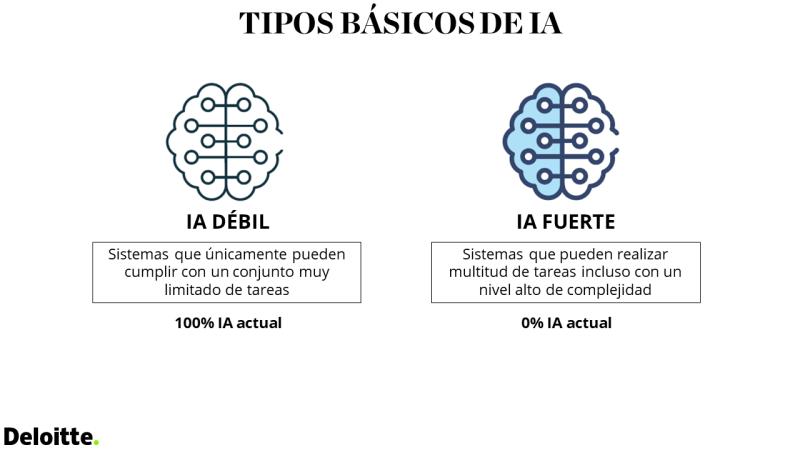 TIPOS BÁSICOS DE IA
IA DÉBIL
Sistemas que únicamente pueden
cumplir con un conjunto muy
limitado de tareas
100% IA actual
IA FUERTE
Sistemas que pueden realizar
multitud de tareas incluso con un
nivel alto de complejidad
0% IA actual
Deloitte.